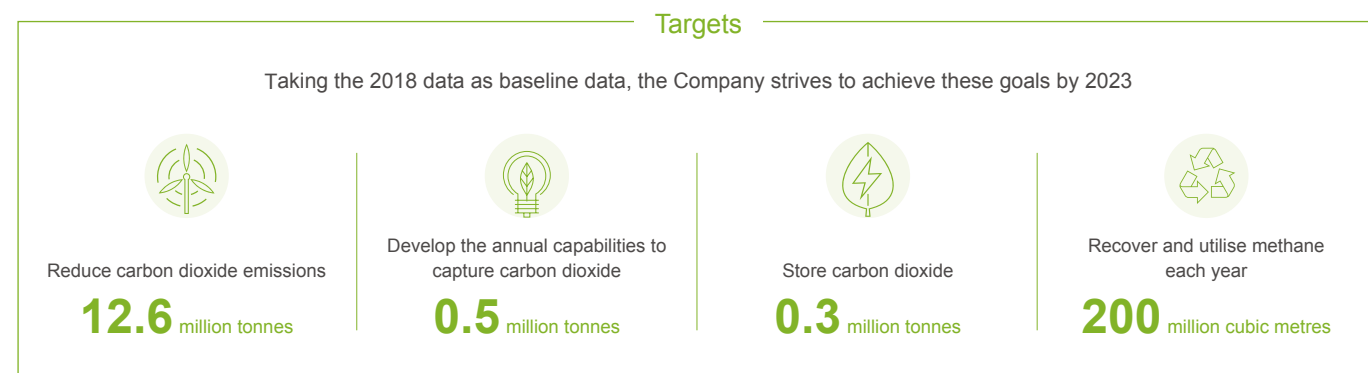 Targets
Taking the 2018 data as baseline data, the Company strives to achieve these goals by 2023
Reduce carbon dioxide emissions
12.6 million tonnes
Develop the annual capabilities to
capture carbon dioxide
0.5 million tonnes
Store carbon dioxide
0.3 million tonnes
Recover and utilise methane
each year
200 million cubic metres